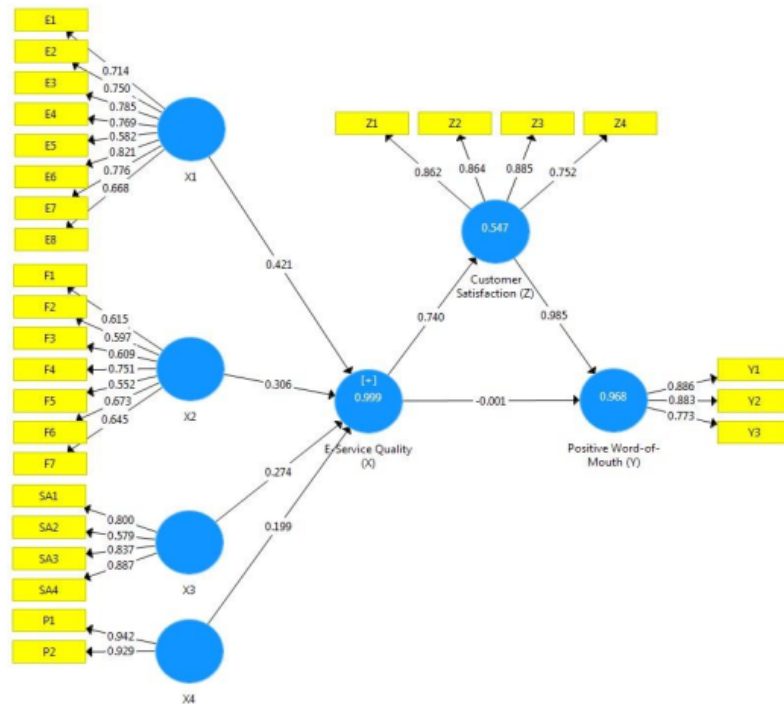 E1
E2
E3
E4
E5
E6
E7
E8
0.714
0.750
0.785
0.769
0.582
0.821
0.776
0.668
X1
F1
F2
F3
F4
F5
F6
F7
0.615
0.597
0.609
0.751
0.552
0.673
0.645
X2
SA1
SA2
SA3
SA4
0.800
0.579
0.837
0.887
X3
P1
P2
0.942
0.929
X4
0.421
0.306
0.274
0.199
[+]
0.999
E-Service Quality
(X)
0.740
-0.001
Z1
Z2
Z3
Z4
0.862
0.864
0.885
0.752
0.547
Customer
Satisfaction (Z)
0.985
0.968
Positive Word-of-
Mouth (Y)
0.886
0.883
0.773
Y1
Y2
Y3